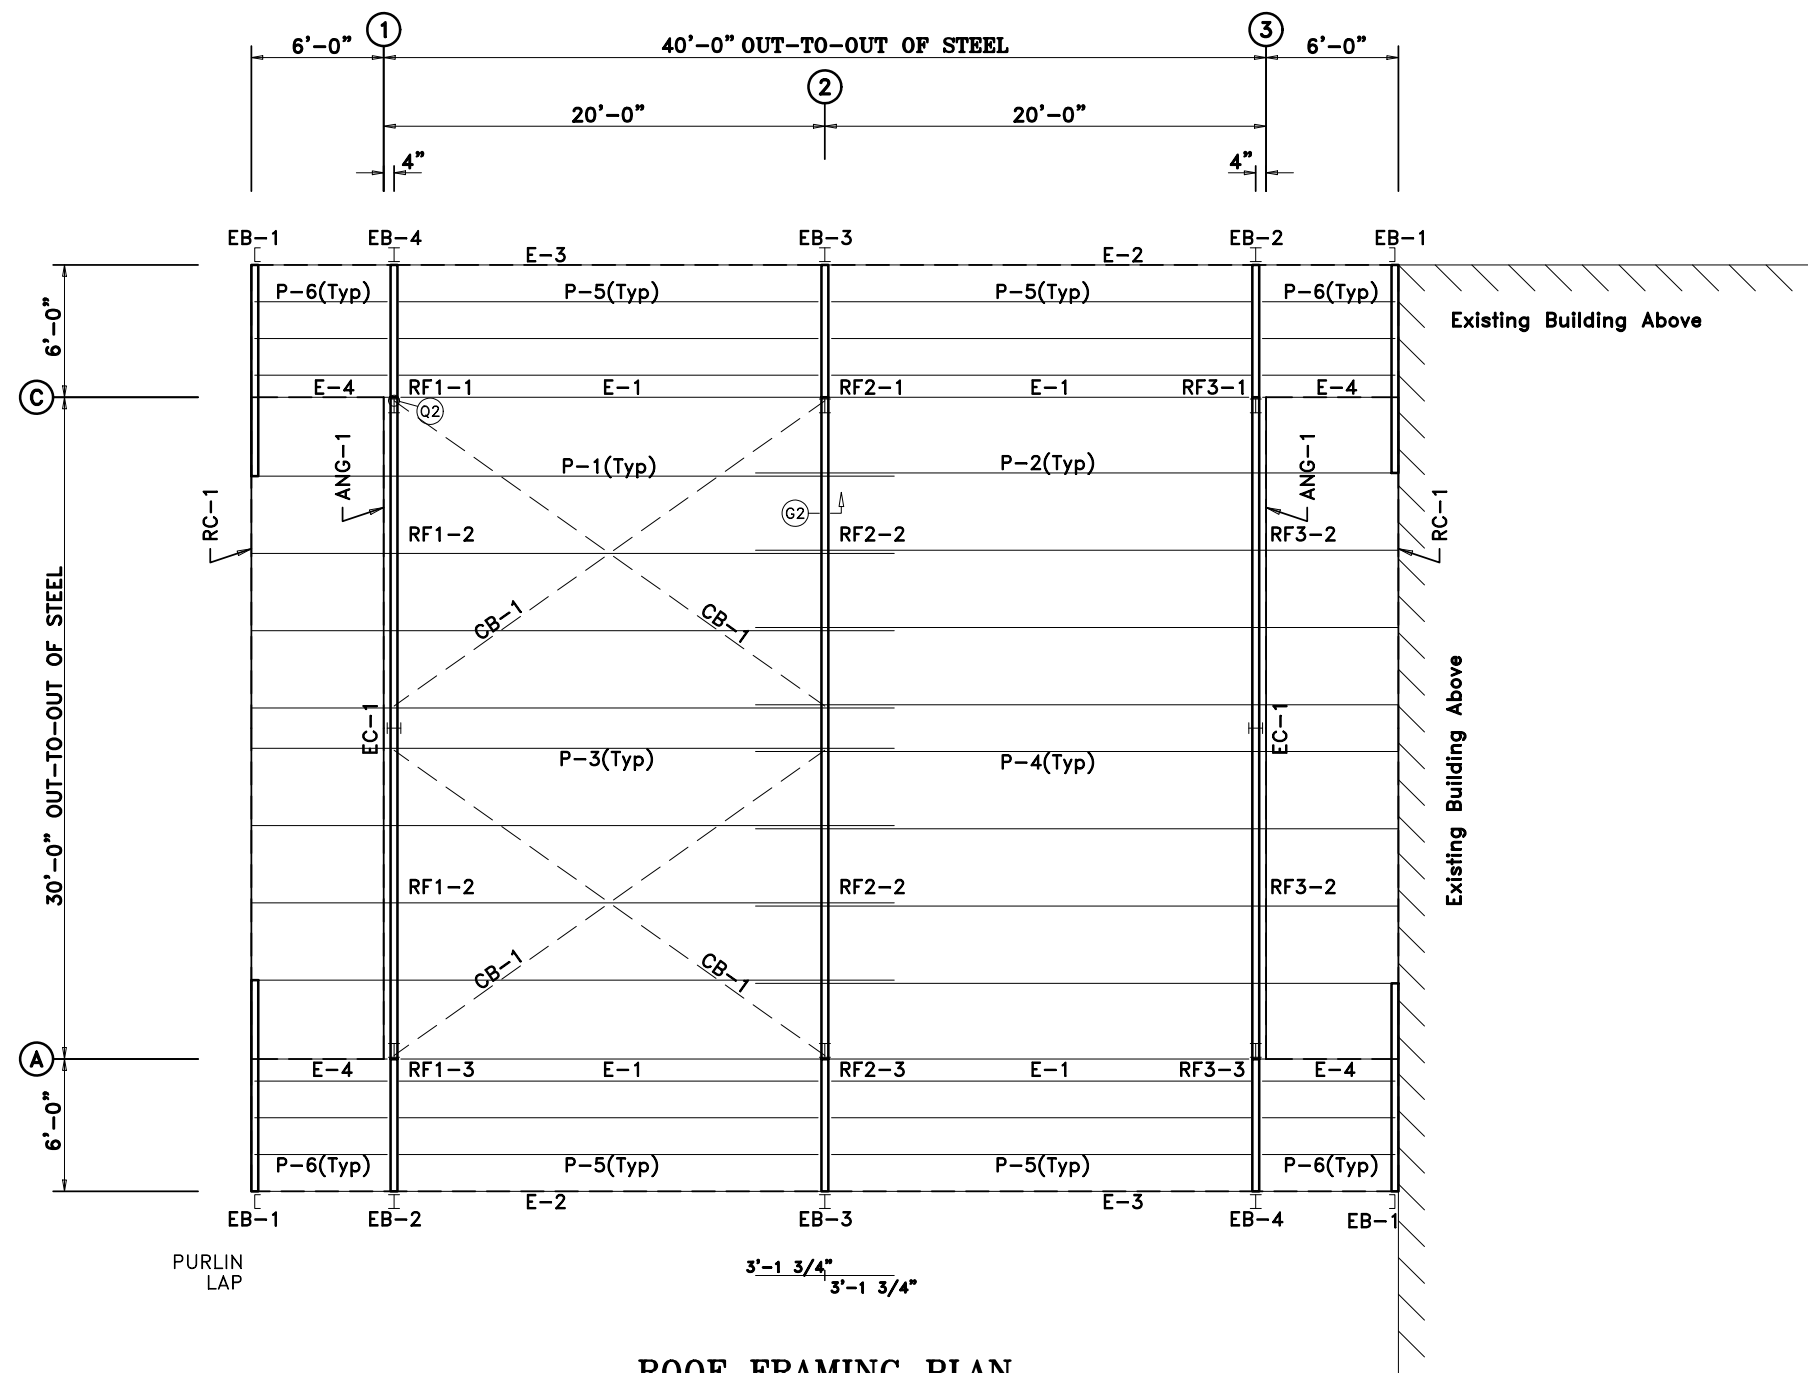 1
3
6'-0"
40'-0" OUT-TO-OUT OF STEEL
6'-0"
2
20'-0"
20'-0"
4"
4"
EB-1
EB-4
EB-3
EB-2
EB-1
E-3
E-2
P-6(Typ)
P-5(Typ)
P-5(Typ)
P-6(Typ)
Existing Building Above
6'-0"
E-4
RF1-1
E-1
RF2-1
E-1
RF3-1
E-4
C
Q2
ANG-1
P-1(Typ)
P-2(Typ)
ANG-1
RC-1
G2
RC-1
RF1-2
RF2-2
RF3-2
CB-1
CB-1
30'-0" OUT-TO-OUT OF STEEL
EC-1
EC-1
Existing Building Above
P-3(Typ)
P-4(Typ)
RF1-2
RF2-2
RF3-2
CB-1
CB-1
A
E-4
RF1-3
E-1
RF2-3
E-1
RF3-3
E-4
6'-0"
P-6(Typ)
P-5(Typ)
P-5(Typ)
P-6(Typ)
E-2
E-3
EB-1
EB-2
EB-3
EB-4
EB-1
PURLIN
LAP
3'-1 3/4"
3'-1 3/4"
ROOF FRAMING PLAN